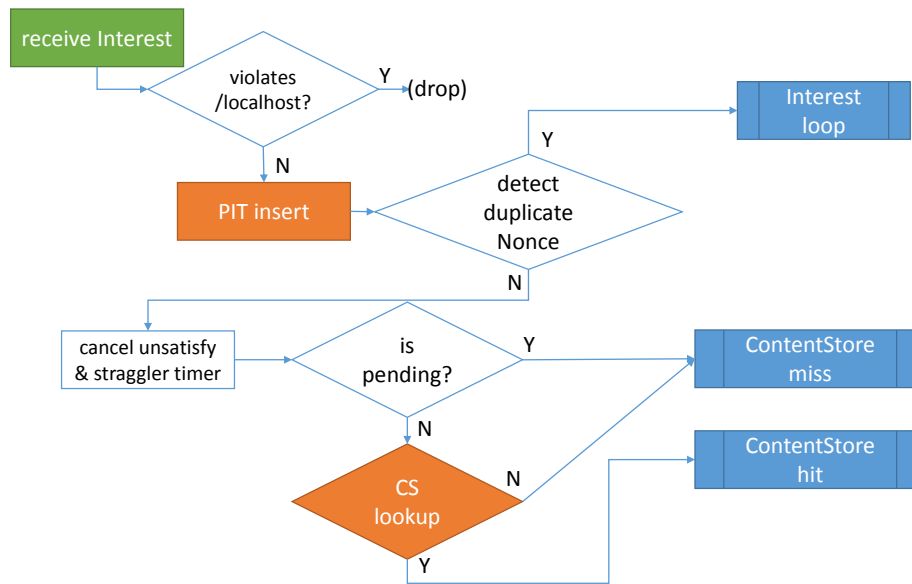 receive Interest
violates
/localhost?
Y
(drop)
N
Interest
loop
Y
PIT insert
detect
duplicate
Nonce
N
cancel unsatisfy
& straggler timer
is
pending?
Y
ContentStore
miss
N
CS
lookup
N
ContentStore
hit
Y